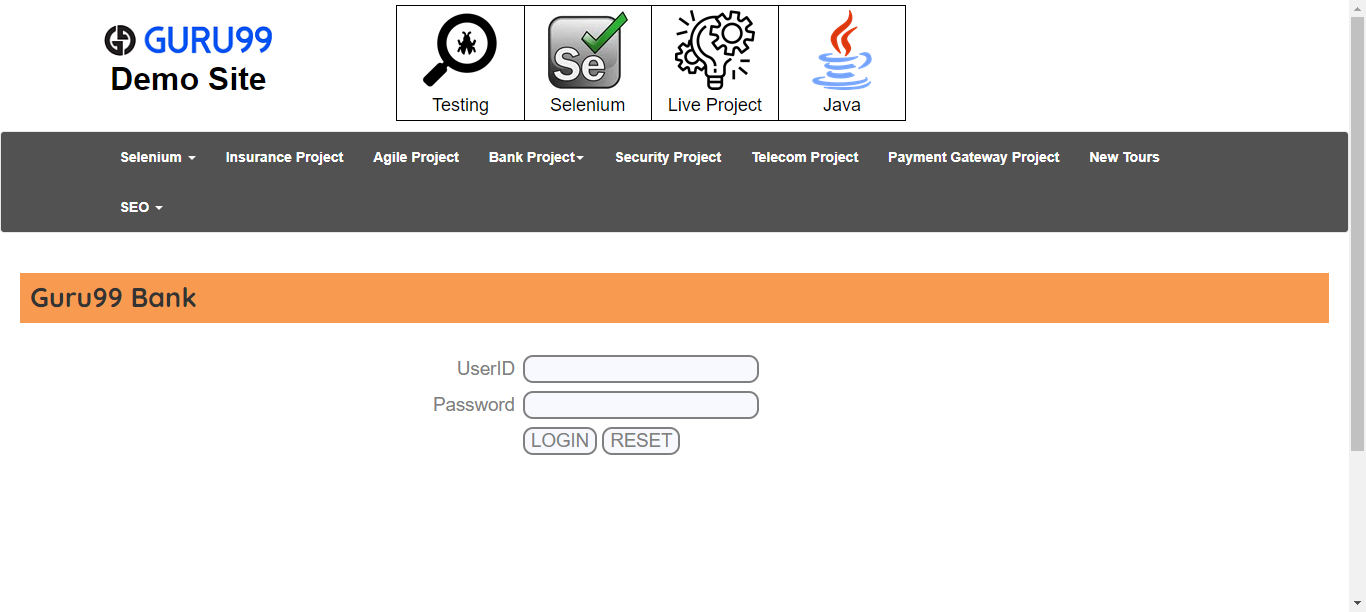 GURU99
Demo Site
Se
Testing Selenium Live Project Java
Selenium Insurance Project Agile Project Bank Project Security Project Telecom Project Payment Gateway Project New Tours
SEO
Guru99 Bank
UserID
Password
LOGIN RESET